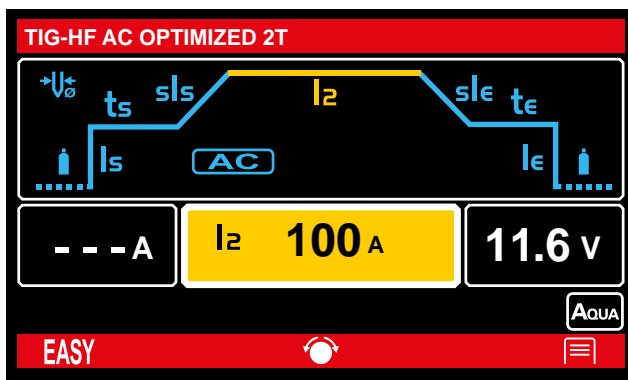 TIG-HF AC OPTIMIZED 2T
ø
ts sls I2 slε tε
Is AC Iε
- - - A I2 100 A 11.6 V
AQUA
EASY